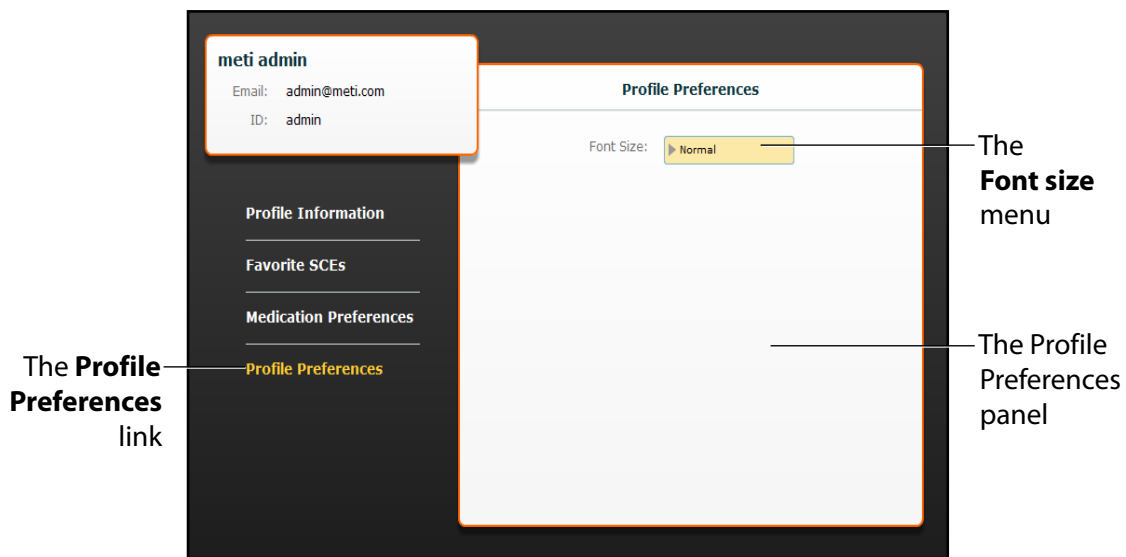 meti admin
Email: admin@meti.com
ID: admin
Profile Preferences
Font Size: Normal
Profile Information
Favorite SCEs
Medication Preferences
Profile Preferences
The
Font size
menu
The Profile
Preferences
panel
The Profile
Preferences
link